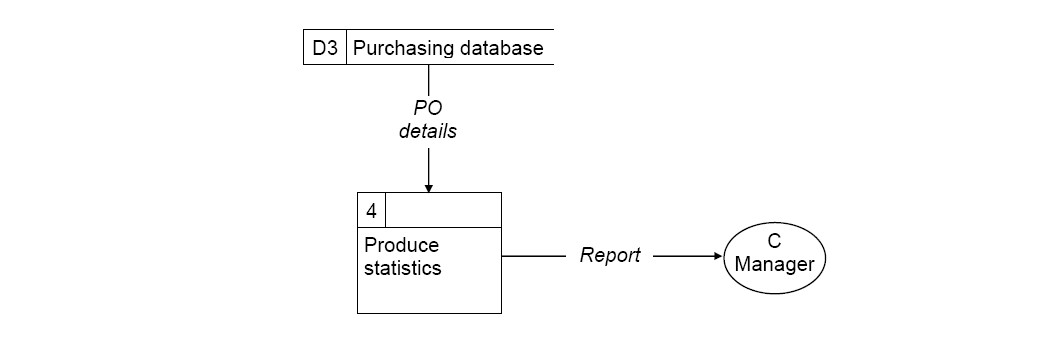 D3 Purchasing database
PO
details
4
Produce
statistics
Report
C
Manager